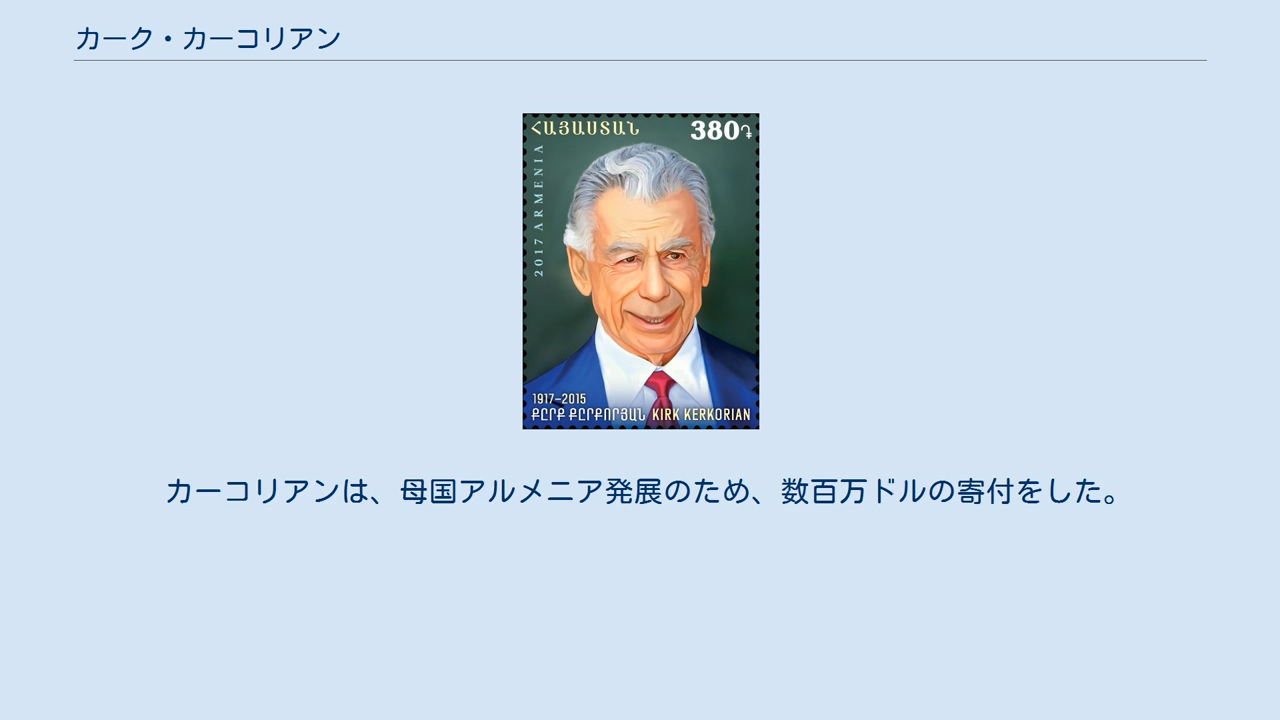 カーク・カーコリアン
ՀԱՅԱՍՏԱՆ 380֏
2017 ARMENIA
1917–2015
ՔԸՐՔ ՔԸՐՔՈՐՅԱՆ KIRK KERKORIAN
カーコリアンは、母国アルメニア発展のため、数百万ドルの寄付をした。